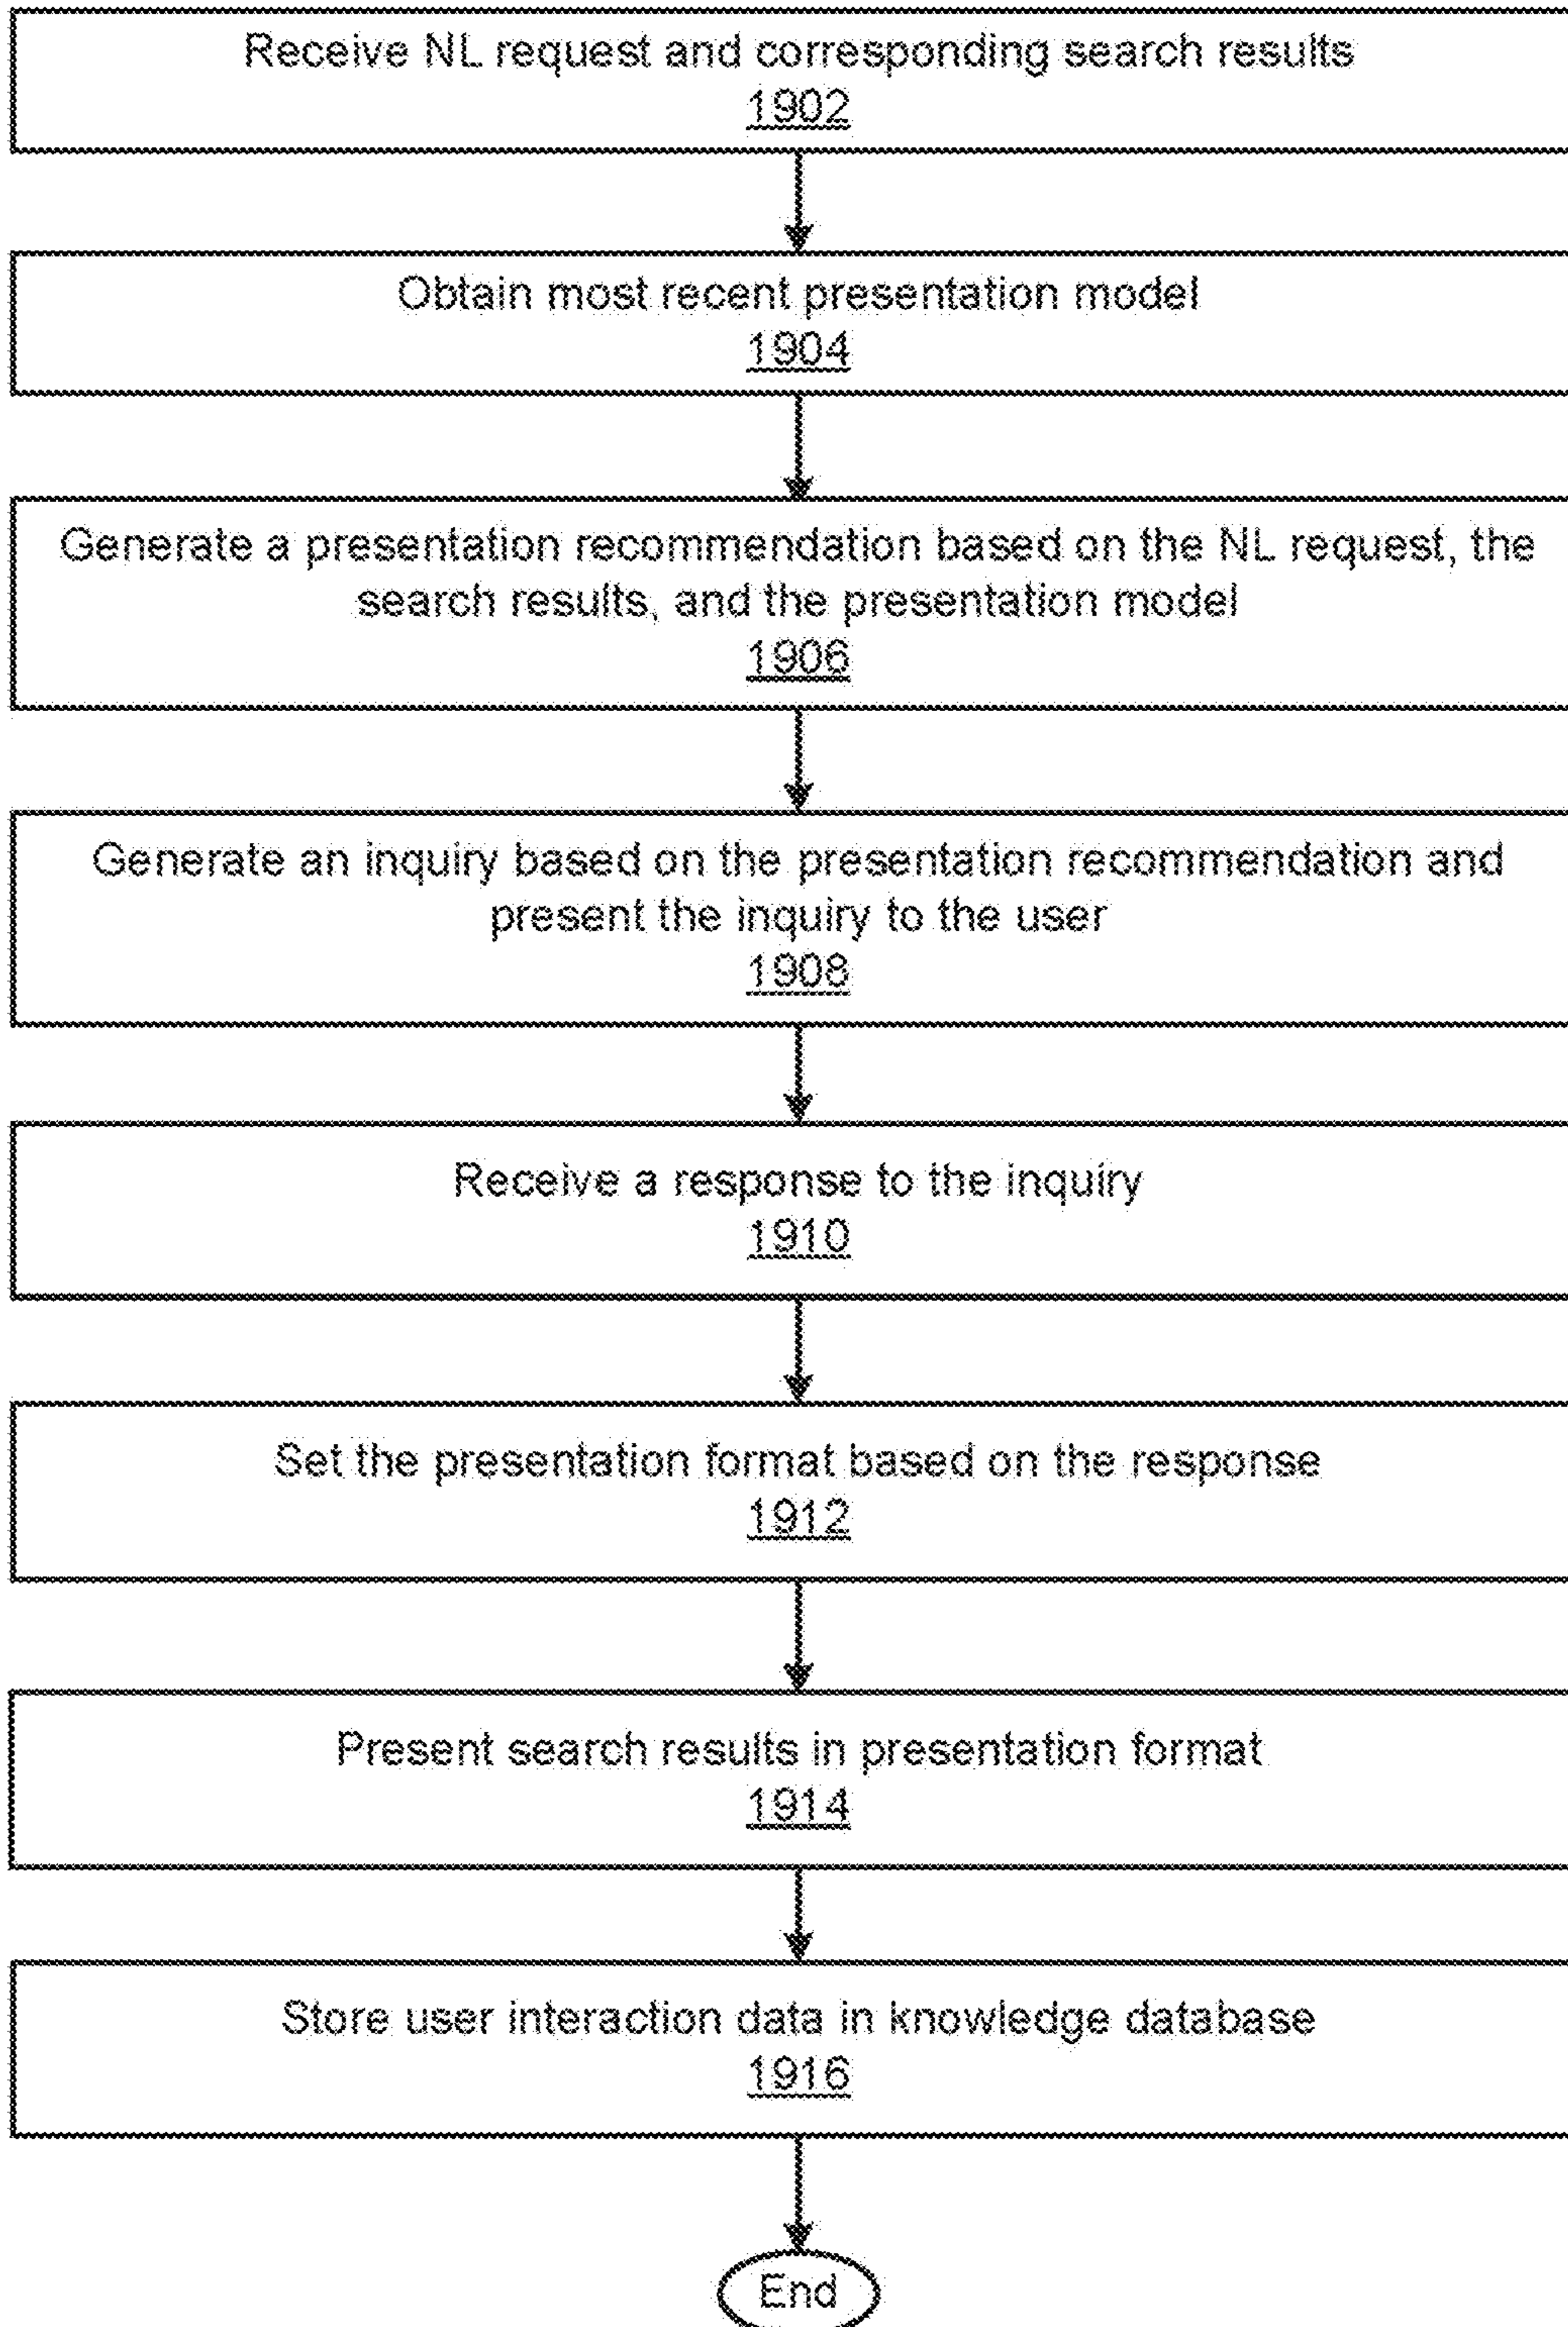 Receive NL request and corresponding search results
1902
Obtain most recent presentation model
1904
Generate a presentation recommendation based on the NL request, the
search results, and the presentation model
1906
Generate an inquiry based on the presentation recommendation and
present the inquiry to the user
1908
Receive a response to the inquiry
1910
Set the presentation format based on the response
1912
Present search results in presentation format
1914
Store user interaction data in knowledge database
1916
End